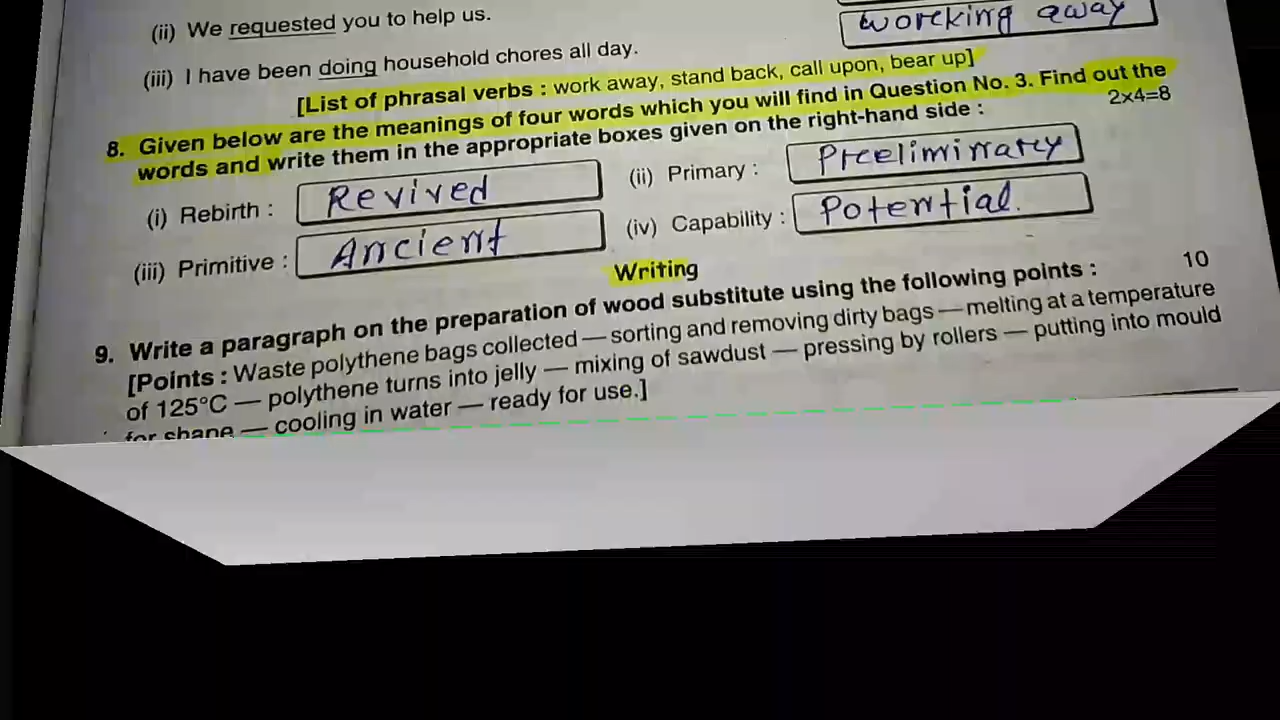 (ii) We requested you to help us.
worcking away
(iii) I have been doing household chores all day.
[List of phrasal verbs : work away, stand back, call upon, bear up]
8. Given below are the meanings of four words which you will find in Question No. 3. Find out the
words and write them in the appropriate boxes given on the right-hand side : 2x4=8
(i) Rebirth : Revived (ii) Primary : Prceliminarcy
(iii) Primitive : Ancient (iv) Capability : Potential.
Writing
9. Write a paragraph on the preparation of wood substitute using the following points : 10
[Points : Waste polythene bags collected — sorting and removing dirty bags — melting at a temperature
of 125°C — polythene turns into jelly — mixing of sawdust — pressing by rollers — putting into mould
for shape — cooling in water — ready for use.]